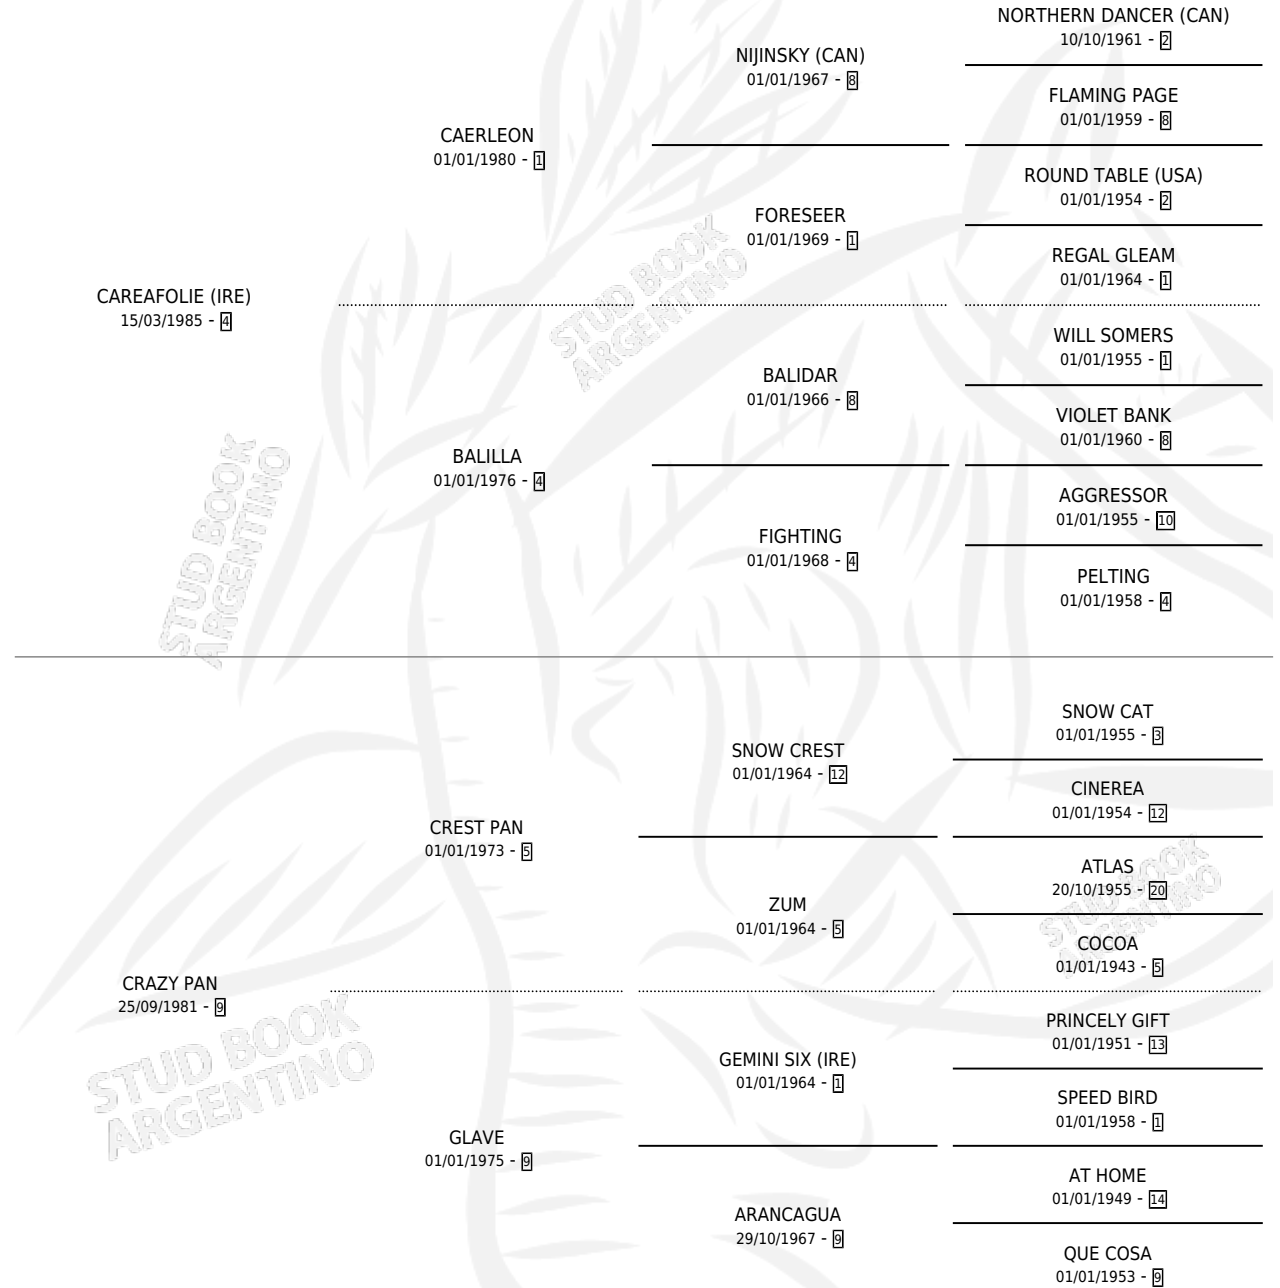 NORTHERN DANCER (CAN)
10/10/1961 - 2
NIJINSKY (CAN)
01/01/1967 - 8
FLAMING PAGE
01/01/1959 - 8
CAERLEON
01/01/1980 - 1
ROUND TABLE (USA)
01/01/1954 - 2
FORESEER
01/01/1969 - 1
REGAL GLEAM
01/01/1964 - 1
CAREAFOLIE (IRE)
15/03/1985 - 4
WILL SOMERS
01/01/1955 - 1
BALIDAR
01/01/1966 - 8
VIOLET BANK
01/01/1960 - 8
BALILLA
01/01/1976 - 4
AGGRESSOR
01/01/1955 - 10
FIGHTING
01/01/1968 - 4
PELTING
01/01/1958 - 4
SNOW CAT
01/01/1955 - 3
SNOW CREST
01/01/1964 - 12
CINEREA
01/01/1954 - 12
CREST PAN
01/01/1973 - 5
ATLAS
20/10/1955 - 20
ZUM
01/01/1964 - 5
COCOA
01/01/1943 - 5
CRAZY PAN
25/09/1981 - 9
PRINCELY GIFT
01/01/1951 - 13
GEMINI SIX (IRE)
01/01/1964 - 1
SPEED BIRD
01/01/1958 - 1
GLAVE
01/01/1975 - 9
AT HOME
01/01/1949 - 14
ARANCAGUA
29/10/1967 - 9
QUE COSA
01/01/1953 - 9
STUD BOOK
ARGENTINO
STUD BOOK
ARGENTINO
STUD BOOK
ARGENTINO
STUD BOOK
ARGENTINO